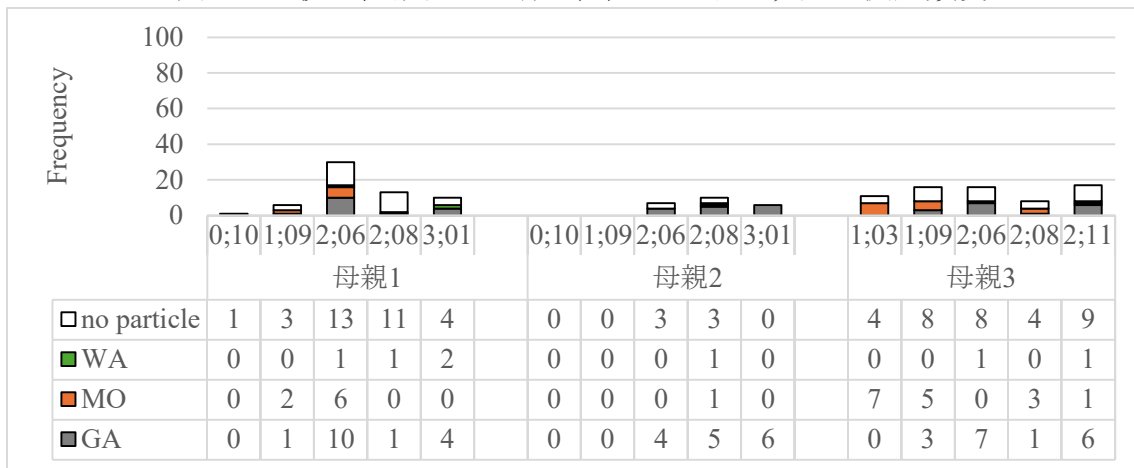 100
80
60
40
20
0
Frequency
0;10 1;09 2;06 2;08 3;01 0;10 1;09 2;06 2;08 3;01 1;03 1;09 2;06 2;08 2;11
母親1 母親2 母親3
no particle 1 3 13 11 4 0 0 3 3 0 4 8 8 4 9
WA 0 0 1 1 2 0 0 0 1 0 0 0 1 0 1
MO 0 2 6 0 0 0 0 0 1 0 7 5 0 3 1
GA 0 1 10 1 4 0 0 4 5 6 0 3 7 1 6